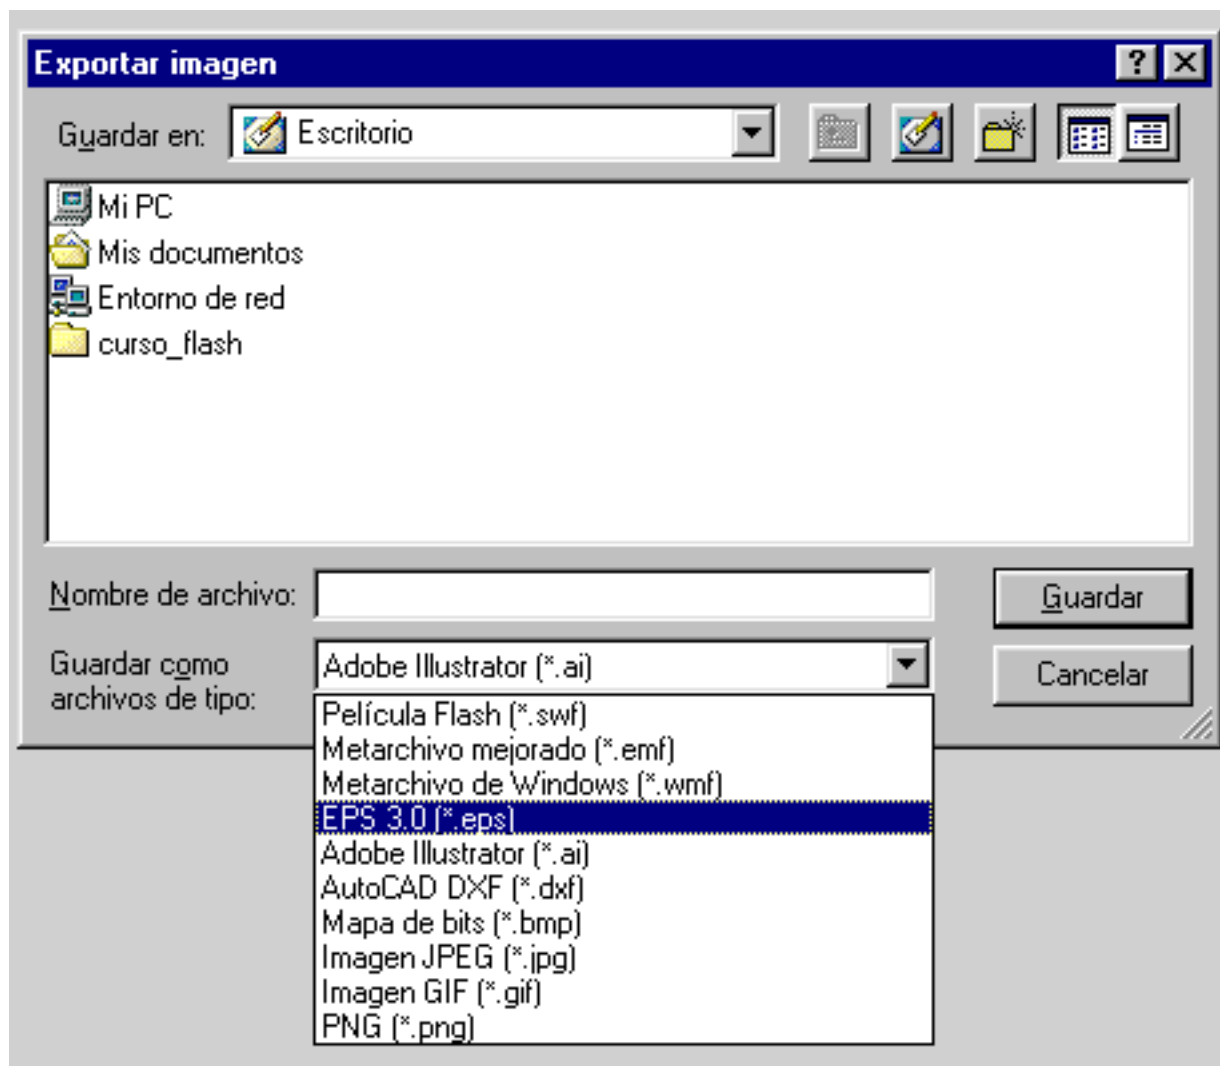 Exportar imagen
Guardar en: Escritorio
Mi PC
Mis documentos
Entorno de red
curso_flash
Nombre de archivo:
Guardar
Guardar como
archivos de tipo:
Adobe Illustrator (*.ai)
Cancelar
Película Flash (*.swf)
Metarchivo mejorado (*.emf)
Metarchivo de Windows (*.wmf)
EPS 3.0 (*.eps)
Adobe Illustrator (*.ai)
AutoCAD DXF (*.dxf)
Mapa de bits (*.bmp)
Imagen JPEG (*.jpg)
Imagen GIF (*.gif)
PNG (*.png)